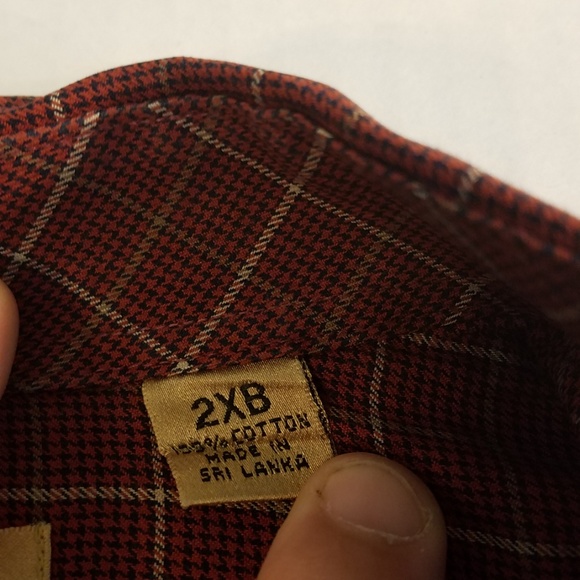 2XB
100% COTTON
MADE IN
SRI LANKA